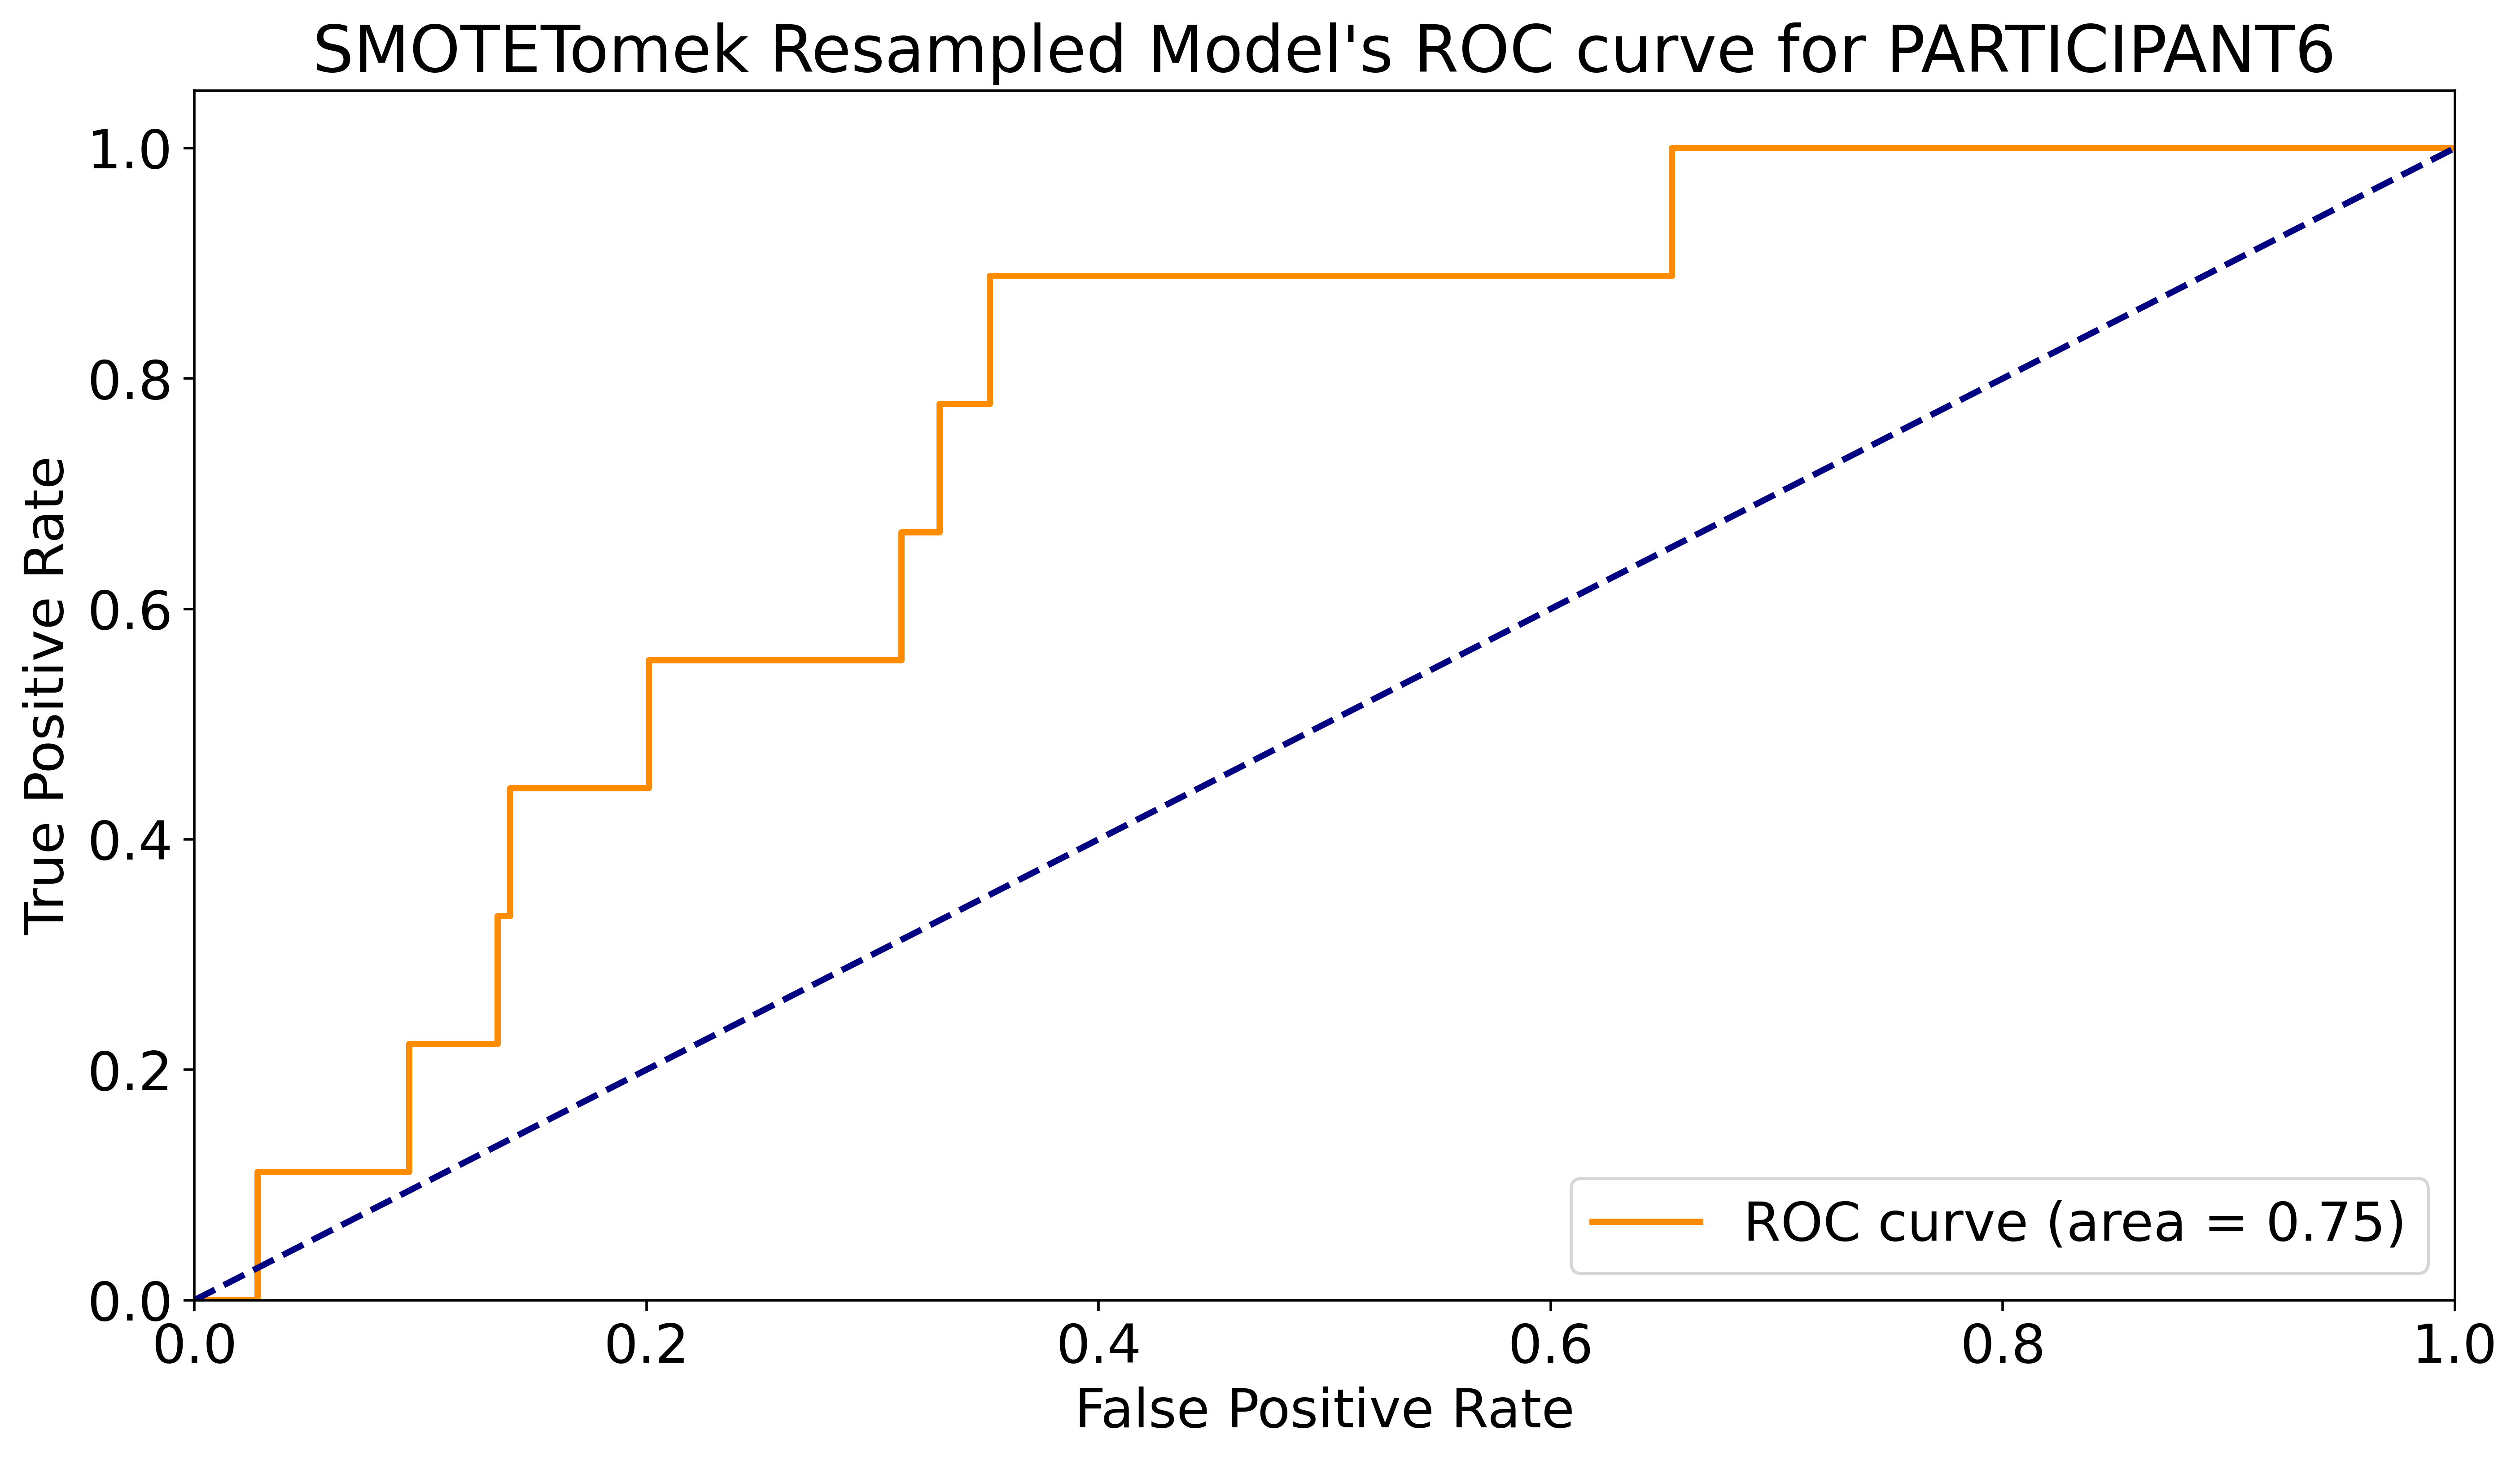 SMOTETomek Resampled Model's ROC curve for PARTICIPANT6
True Positive Rate
1.0
0.8
0.6
0.4
0.2
0.0
ROC curve (area = 0.75)
0.0 0.2 0.4 0.6 0.8 1.0
False Positive Rate